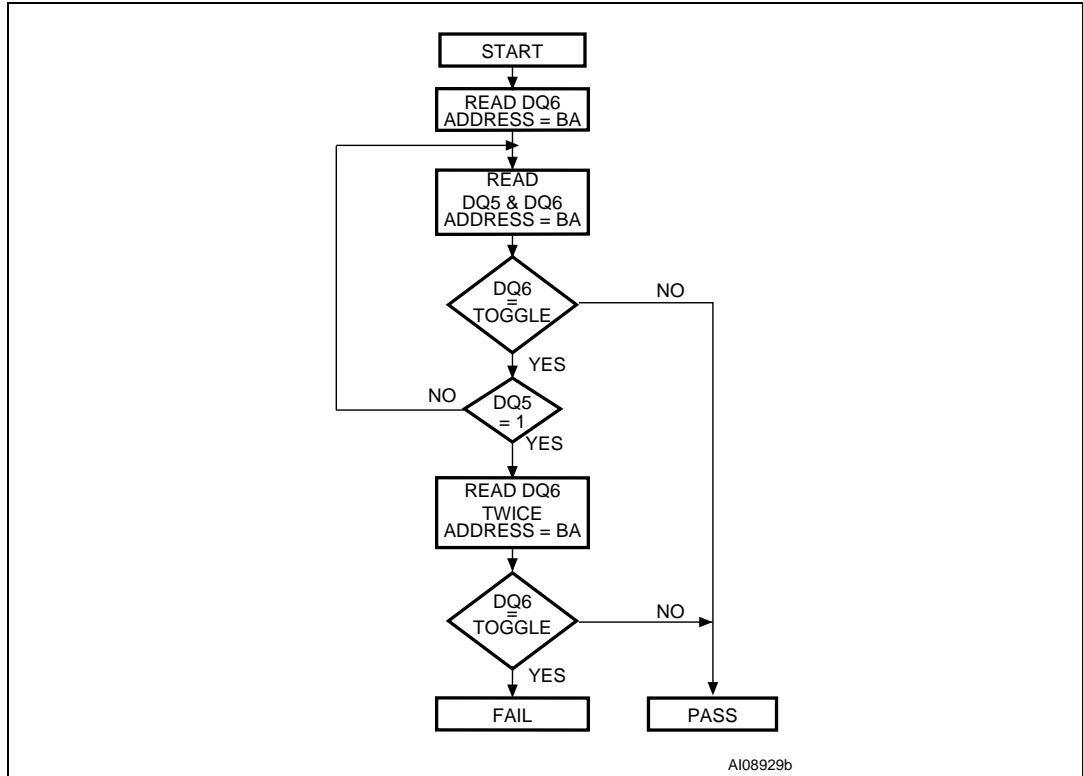 START
READ DQ6
ADDRESS = BA
READ
DQ5 & DQ6
ADDRESS = BA
DQ6
=
TOGGLE
NO
YES
NO
DQ5
= 1
YES
READ DQ6
TWICE
ADDRESS = BA
DQ6
=
TOGGLE
NO
YES
FAIL
PASS
AI08929b